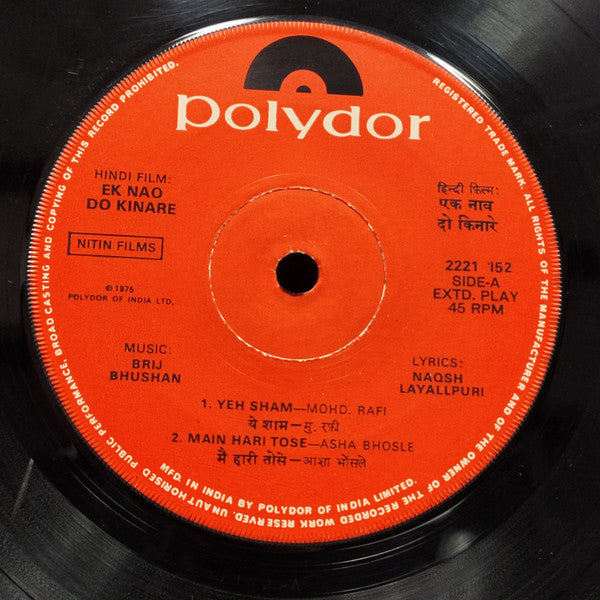 polydor
HINDI FILM:
EK NAO
DO KINARE
हिन्दी फ़िल्म:
एक नाव
दो किनारे
NITIN FILMS
℗ 1975
POLYDOR OF INDIA LTD.
2221 152
SIDE-A
EXTD. PLAY
45 RPM
MUSIC:
BRIJ
BHUSHAN
LYRICS:
NAQSH
LAYALLPURI
1. YEH SHAM—MOHD. RAFI
ये शाम—मु. रफ़ी
2. MAIN HARI TOSE—ASHA BHOSLE
मै हारी तोसे—आशा भोंसले
MFD. IN INDIA BY POLYDOR OF INDIA LIMITED.
REGISTERED TRADE MARK. ALL RIGHTS OF THE MANUFACTURER AND OF THE OWNER OF THE RECORDED WORK RESERVED. UNAUTHORISED PUBLIC PERFORMANCE, BROADCASTING AND COPYING OF THIS RECORD PROHIBITED.